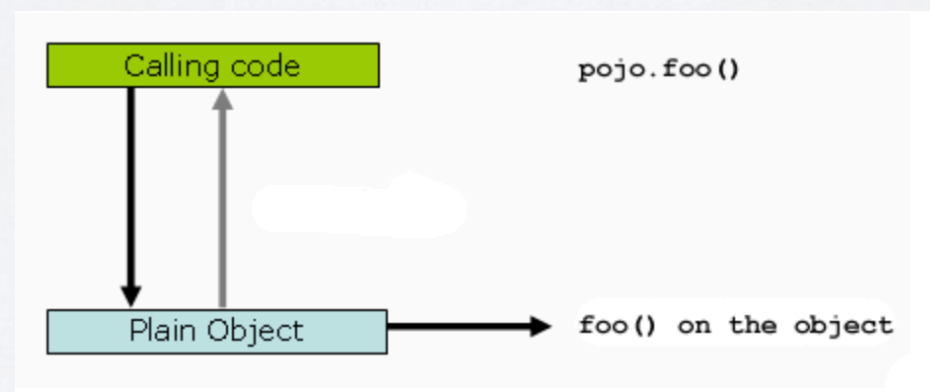 Calling code
pojo.foo()
Plain Object
foo() on the object